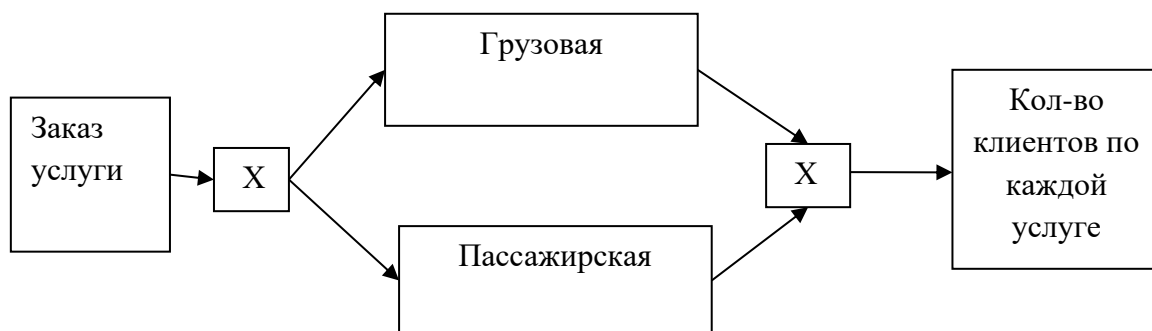 Заказ
услуги
X
Грузовая
Пассажирская
X
Кол-во
клиентов по
каждой
услуге